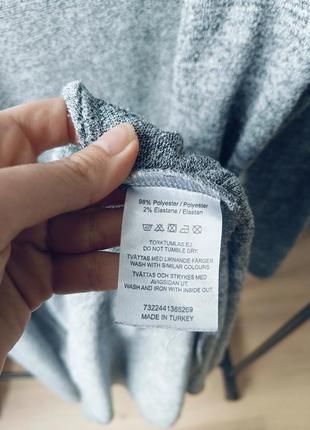 98% Polyester / Polyester
2% Elastane / Elastan
TORKTUMLAS EJ.
DO NOT TUMBLE DRY.
TVÄTTAS MED LIKNANDE FÄRGER
WASH WITH SIMILAR COLOURS
TVÄTTAS OCH STRYKES MED
AVIGSIDAN UT.
WASH AND IRON WITH INSIDE OUT
7322441365269
MADE IN TURKEY